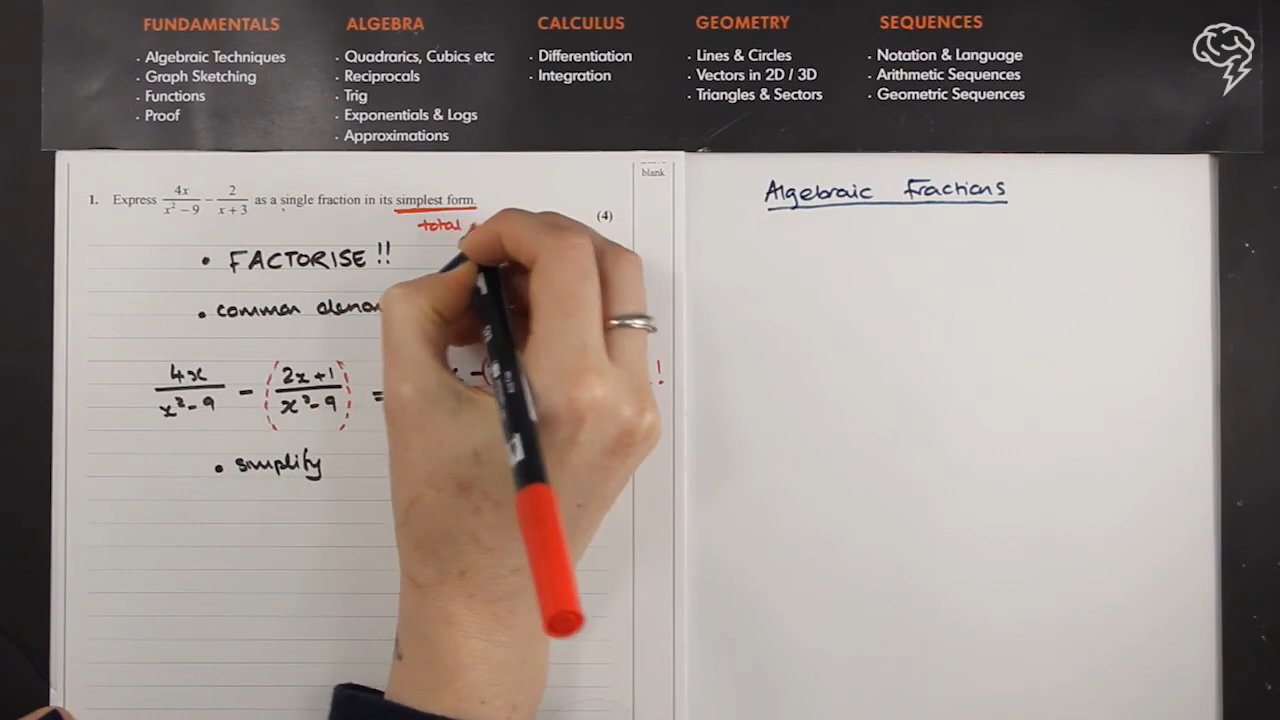 FUNDAMENTALS
· Algebraic Techniques
· Graph Sketching
· Functions
· Proof
ALGEBRA
· Quadrarics, Cubics etc
· Reciprocals
· Trig
· Exponentials & Logs
· Approximations
CALCULUS
· Differentiation
· Integration
GEOMETRY
· Lines & Circles
· Vectors in 2D / 3D
· Triangles & Sectors
SEQUENCES
· Notation & Language
· Arithmetic Sequences
· Geometric Sequences
blank
1. Express 4x/(x² − 9) − 2/(x + 3) as a single fraction in its simplest form.
(4)
total
• FACTORISE !!
• common
4x/(x² − 9) − (2x + 1)/(x² − 9) =
!
• simplify
Algebraic Fractions